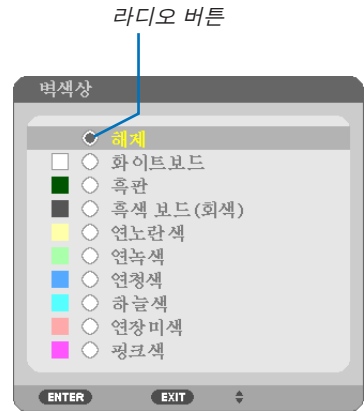 라디오 버튼
벽색상
해제
화이트보드
흑판
흑색 보드(회색)
연노란색
연녹색
연청색
하늘색
연장미색
핑크색
ENTER EXIT